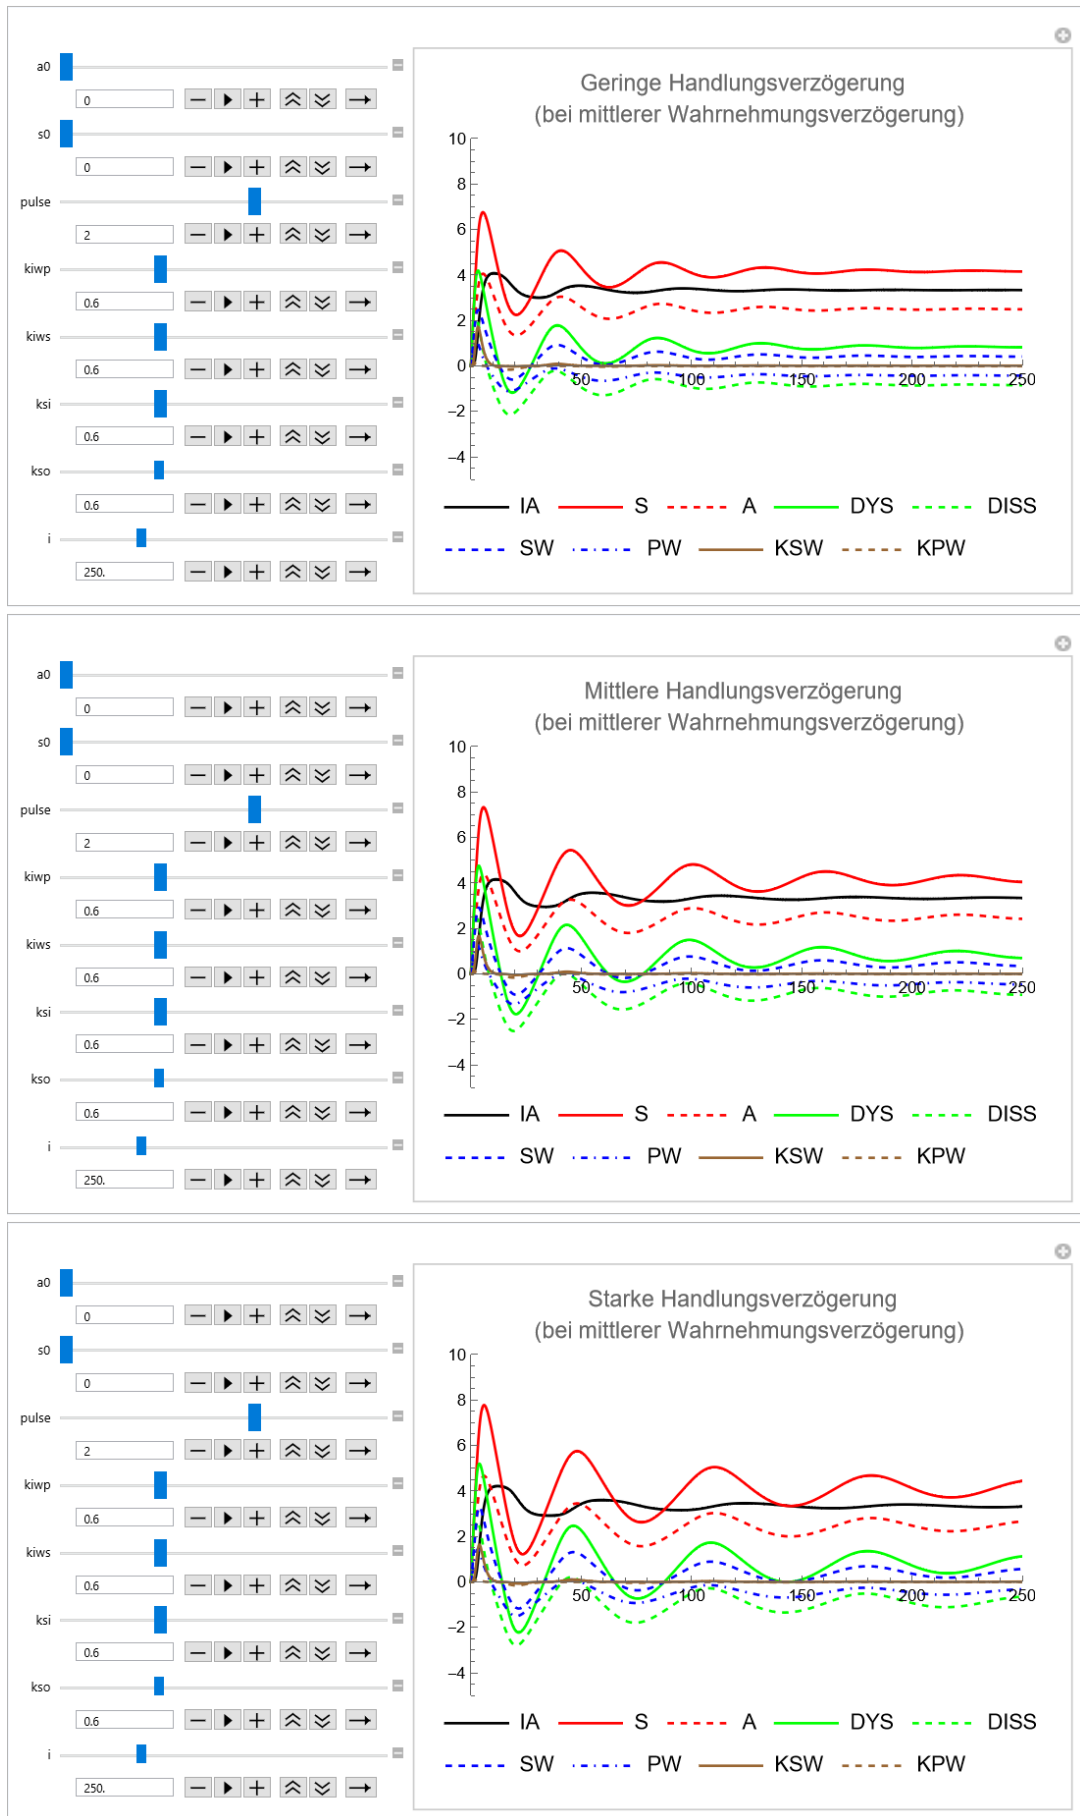 a0
0
s0
0
pulse
2
kiwp
0.6
kiws
0.6
ksi
0.6
kso
0.6
i
250.
Geringe Handlungsverzögerung
(bei mittlerer Wahrnehmungsverzögerung)
10
8
6
4
2
0
−2
−4
50 100 150 200 250
IA S A DYS DISS
SW PW KSW KPW
a0
0
s0
0
pulse
2
kiwp
0.6
kiws
0.6
ksi
0.6
kso
0.6
i
250.
Mittlere Handlungsverzögerung
(bei mittlerer Wahrnehmungsverzögerung)
10
8
6
4
2
0
−2
−4
50 100 150 200 250
IA S A DYS DISS
SW PW KSW KPW
a0
0
s0
0
pulse
2
kiwp
0.6
kiws
0.6
ksi
0.6
kso
0.6
i
250.
Starke Handlungsverzögerung
(bei mittlerer Wahrnehmungsverzögerung)
10
8
6
4
2
0
−2
−4
50 100 150 200 250
IA S A DYS DISS
SW PW KSW KPW